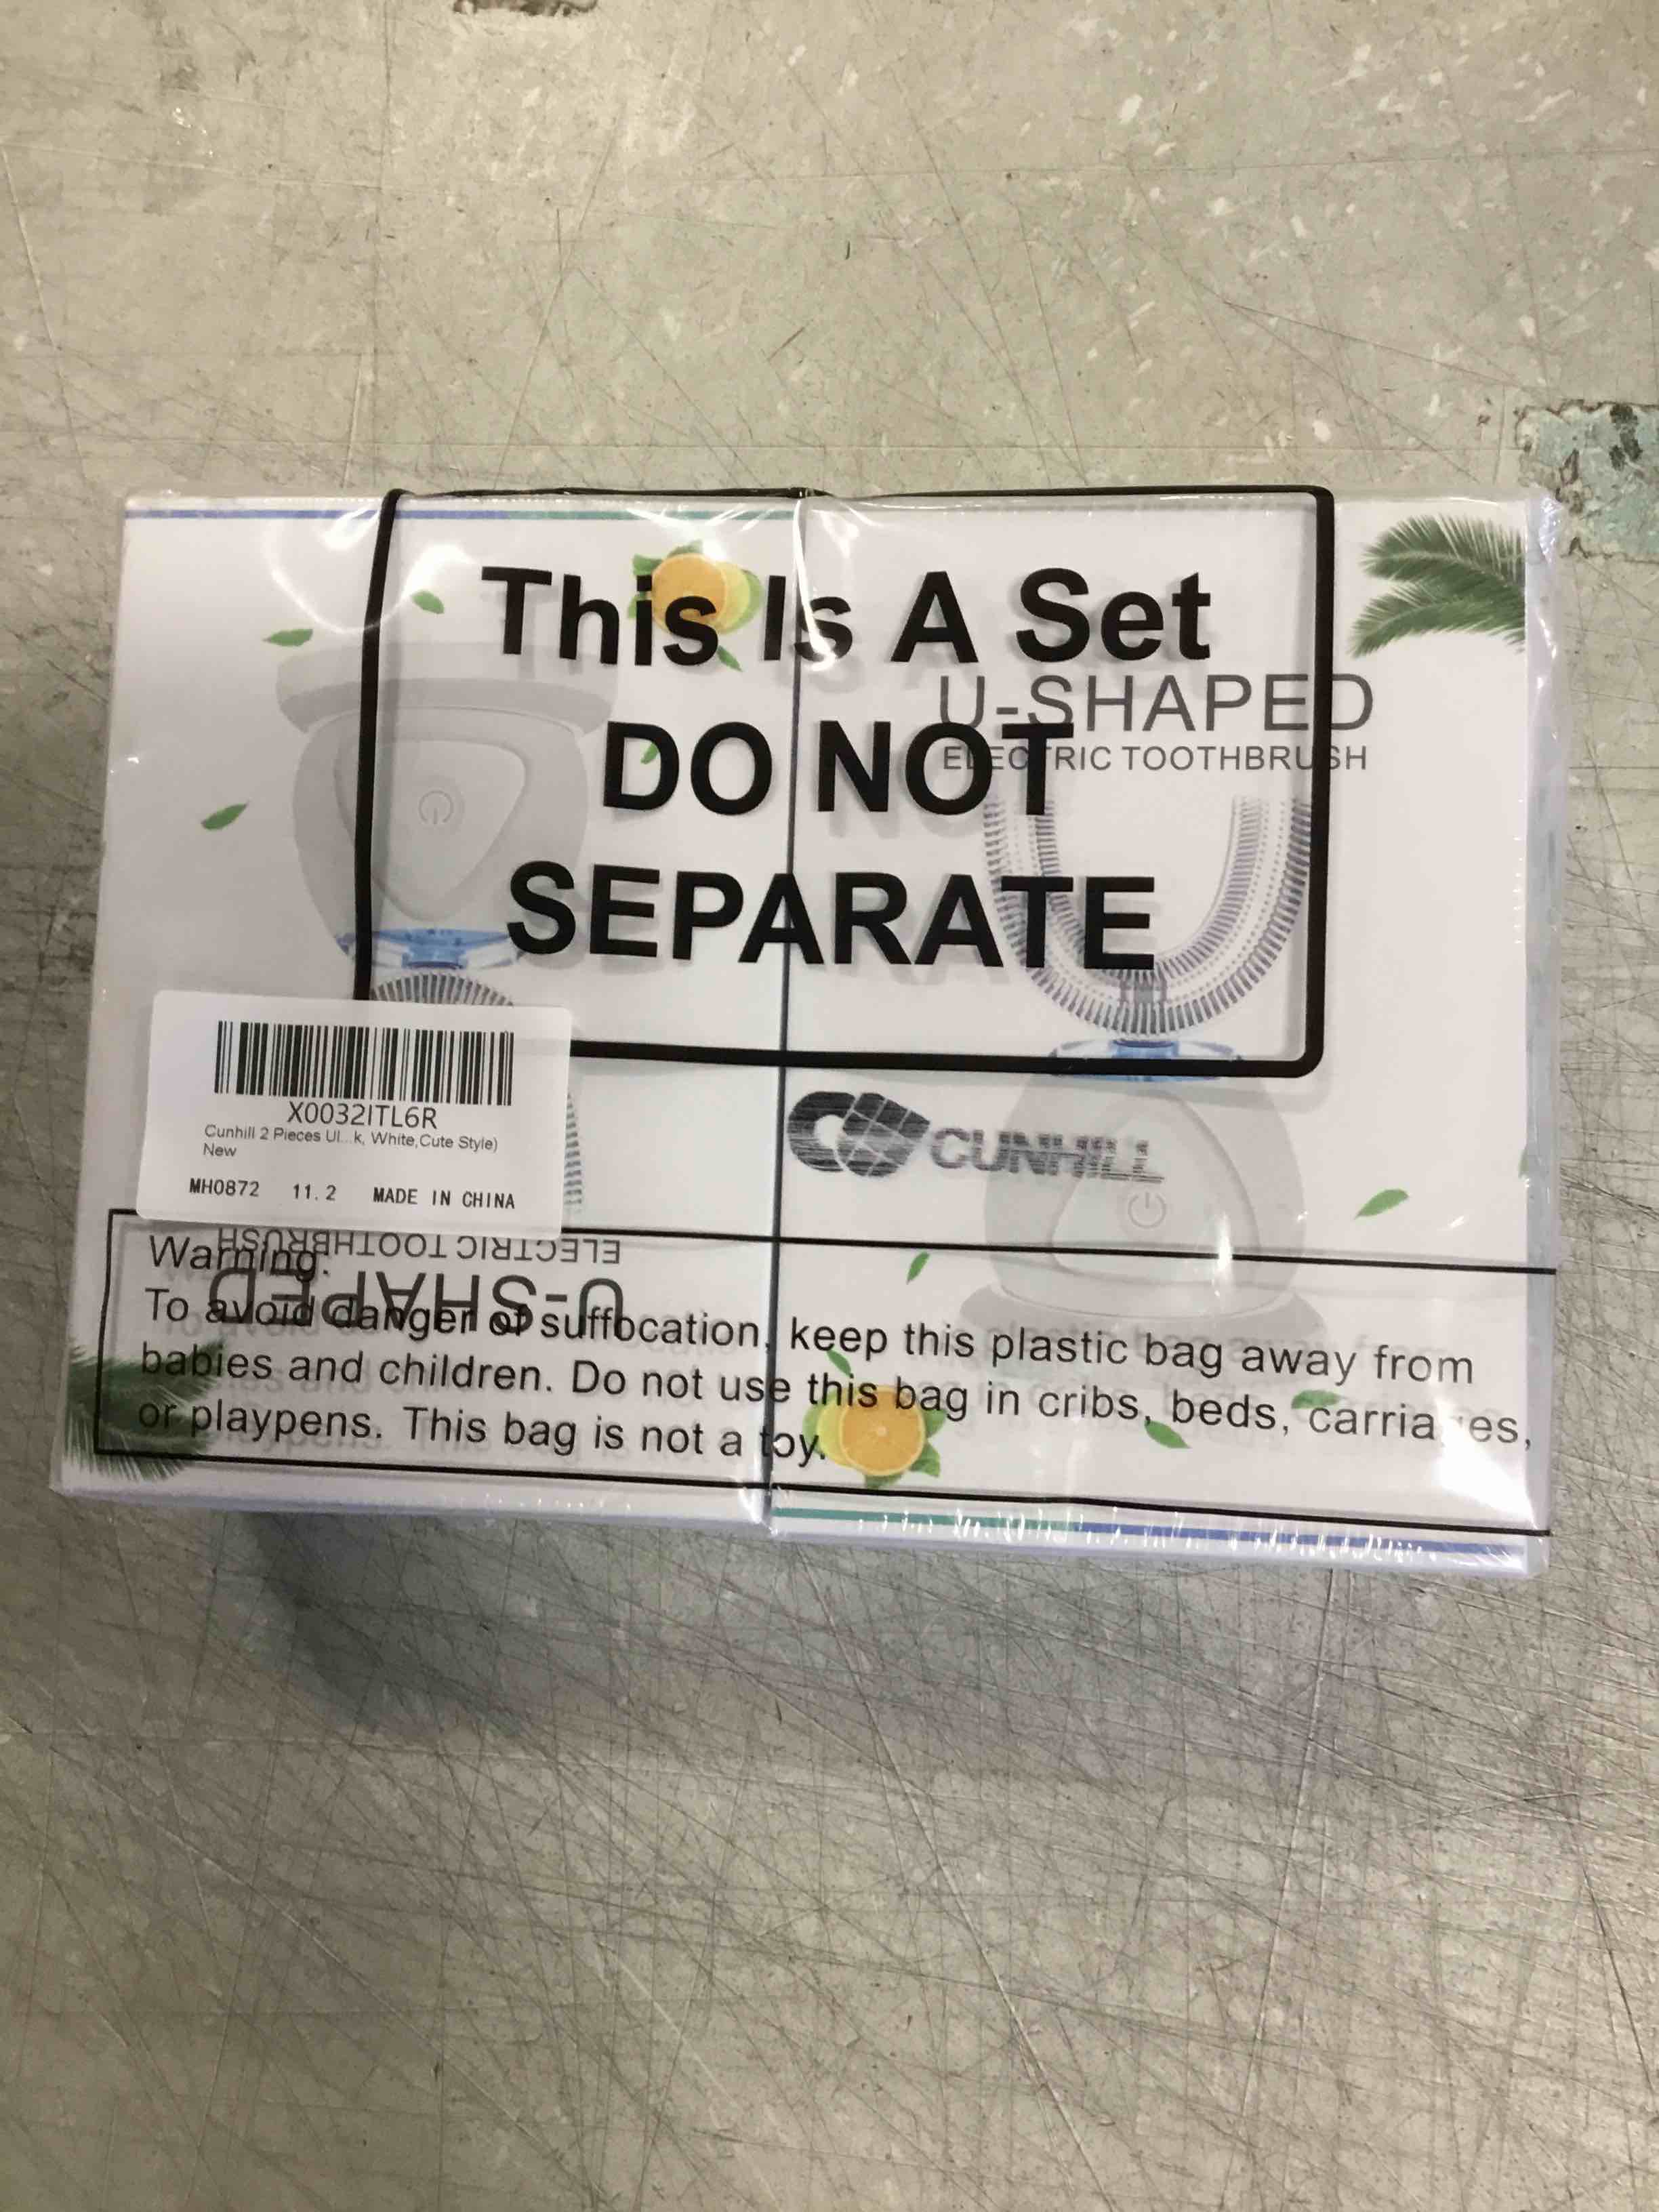 This Is A Set
DO NOT
SEPARATE
U-SHAPED
ELECTRIC TOOTHBRUSH
X0032ITL6R
Cunhill 2 Pieces Ul...k, White,Cute Style)
New
MH0872 11.2 MADE IN CHINA
CUNHILL
ELECTRIC TOOTHBRUSH
U-SHAPED
Warning:
To avoid danger of suffocation, keep this plastic bag away from
babies and children. Do not use this bag in cribs, beds, carria es,
or playpens. This bag is not a toy.